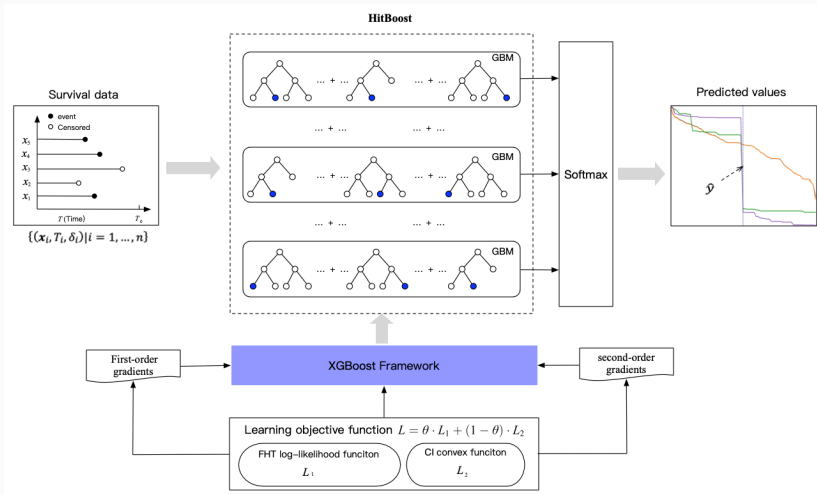 HitBoost
GBM
... + ...
... + ...
... + ...
... + ...
GBM
... + ...
... + ...
... + ...
... + ...
GBM
... + ...
... + ...
Softmax
Survival data
event
Censored
x₅
x₄
x₃
x₂
x₁
T(Time)
Tₑ
{(xᵢ, Tᵢ, δᵢ)|i = 1, ..., n}
Predicted values
ŷ
First-order
gradients
XGBoost Framework
second-order
gradients
Learning objective function L = θ · L₁ + (1 − θ) · L₂
FHT log-likelihood funciton
L₁
CI convex funciton
L₂